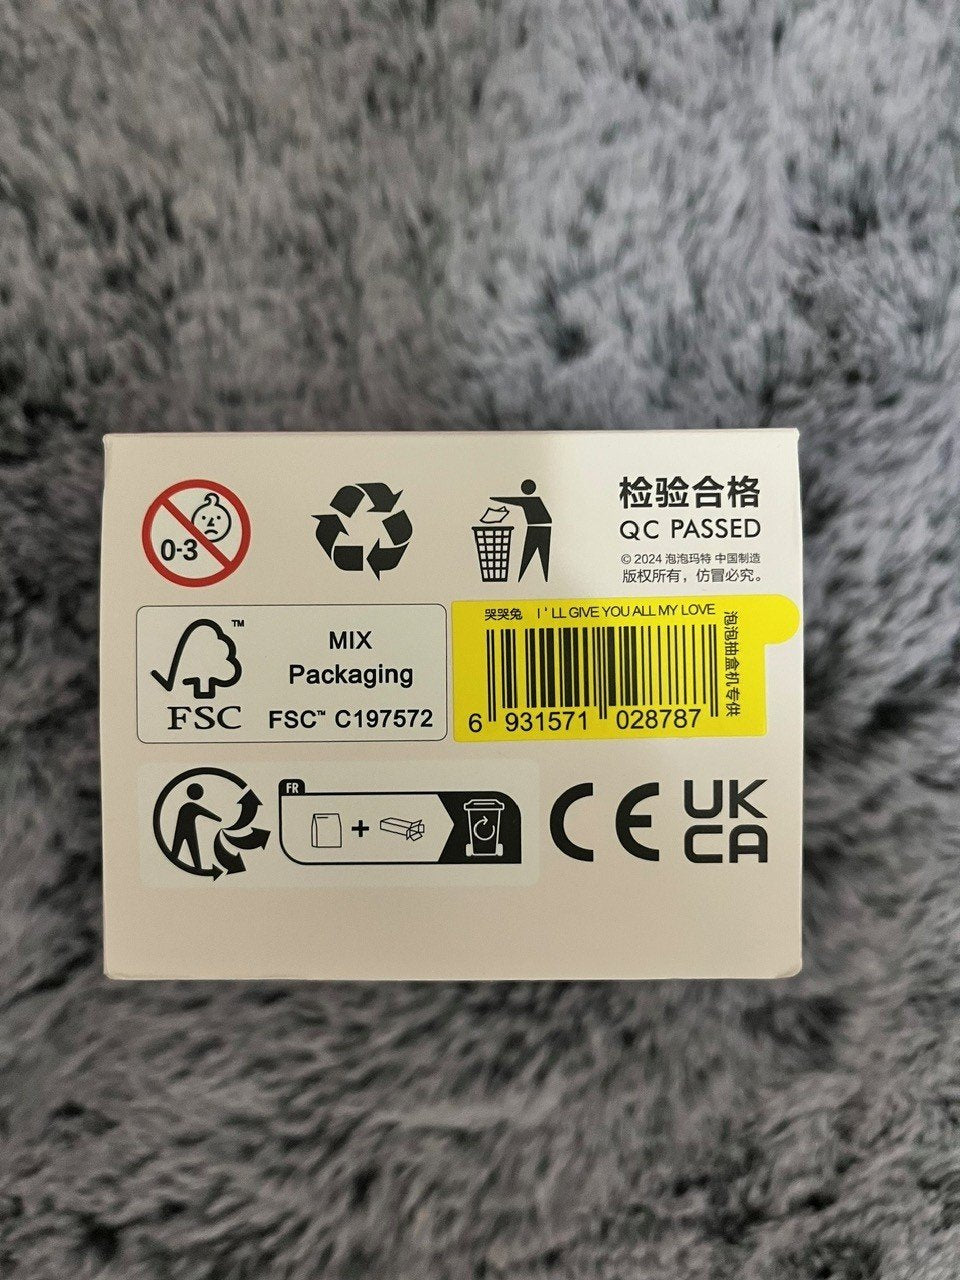 0-3
检验合格
QC PASSED
© 2024 泡泡玛特 中国制造
版权所有，仿冒必究。
FSC
™
MIX
Packaging
FSC™ C197572
哭哭兔 I'LL GIVE YOU ALL MY LOVE
泡泡抽盒机专供
6 931571 028787
FR
CE
UK
CA